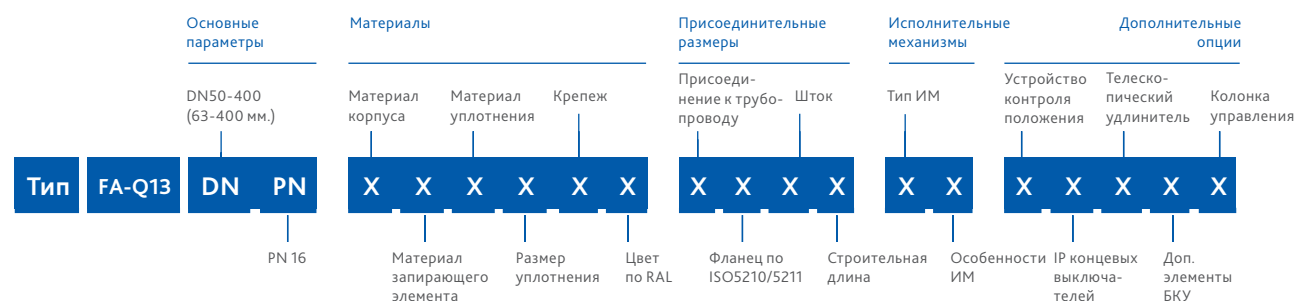 Основные
параметры
Материалы
Присоединительные
размеры
Исполнительные
механизмы
Дополнительные
опции
DN50-400
(63-400 мм.)
Материал
корпуса
Материал
уплотнения
Крепеж
Присоеди-
нение к трубо-
проводу
Шток
Тип ИМ
Устройство
контроля
положения
Телеско-
пический
удлинитель
Колонка
управления
Тип FA-Q13 DN PN X X X X X X X X X X X X X X X X X
PN 16
Материал
запирающего
элемента
Размер
уплотнения
Цвет
по RAL
Фланец по
ISO5210/5211
Строительная
длина
Особенности
ИМ
IP концевых
выключа-
телей
Доп.
элементы
БКУ